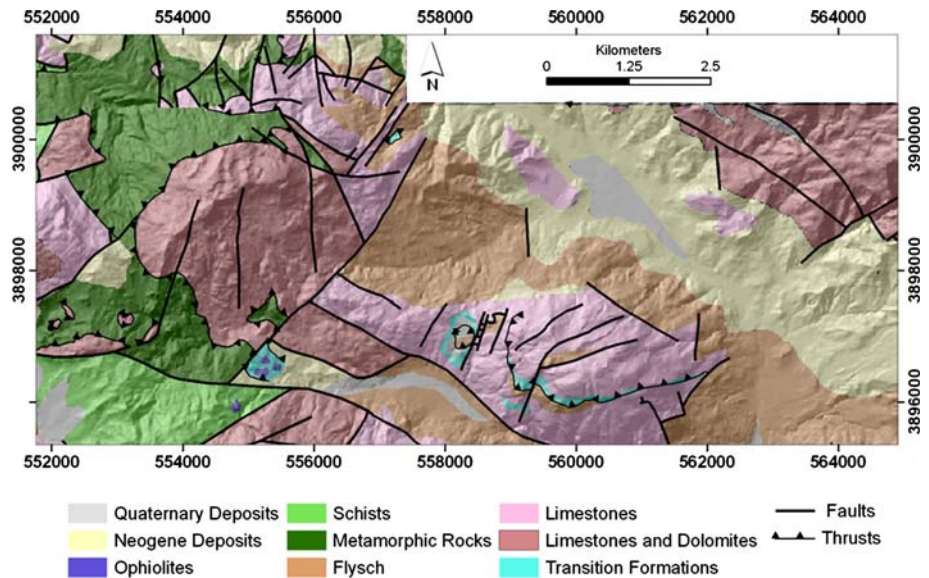 552000 554000 556000 558000 560000 562000 564000
Kilometers
0 1.25 2.5
N
3900000 3900000
3898000 3898000
3896000 3896000
552000 554000 556000 558000 560000 562000 564000
Quaternary Deposits Schists Limestones Faults
Neogene Deposits Metamorphic Rocks Limestones and Dolomites Thrusts
Ophiolites Flysch Transition Formations